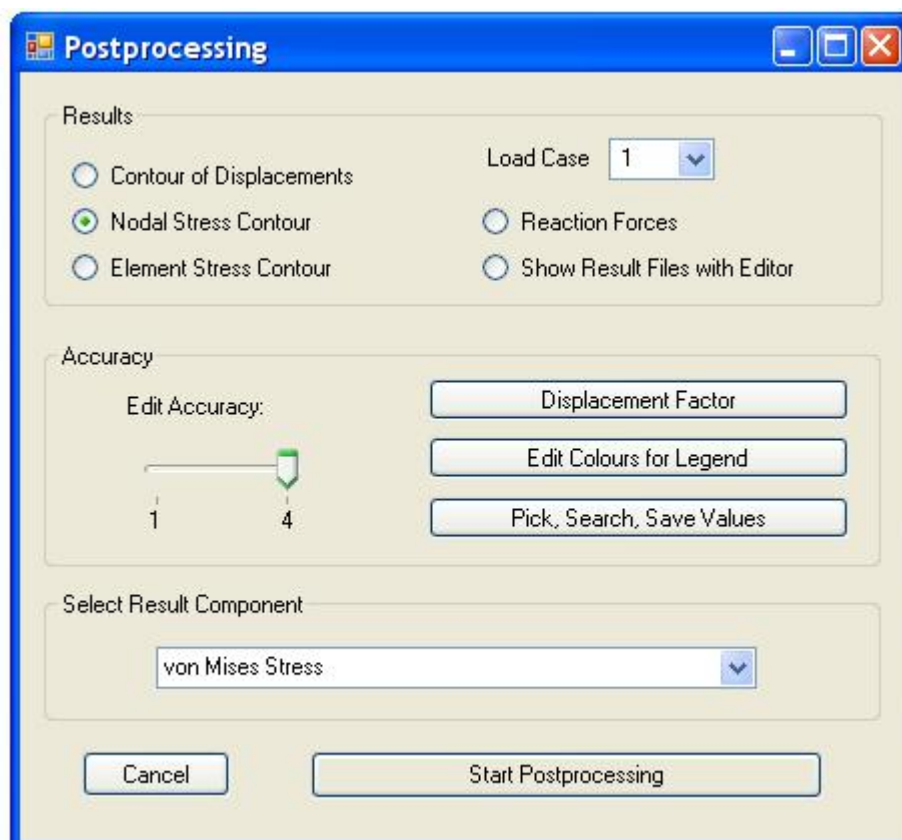 Postprocessing
Results
Contour of Displacements
Nodal Stress Contour
Element Stress Contour
Load Case 1
Reaction Forces
Show Result Files with Editor
Accuracy
Edit Accuracy:
1 4
Displacement Factor
Edit Colours for Legend
Pick, Search, Save Values
Select Result Component
von Mises Stress
Cancel
Start Postprocessing